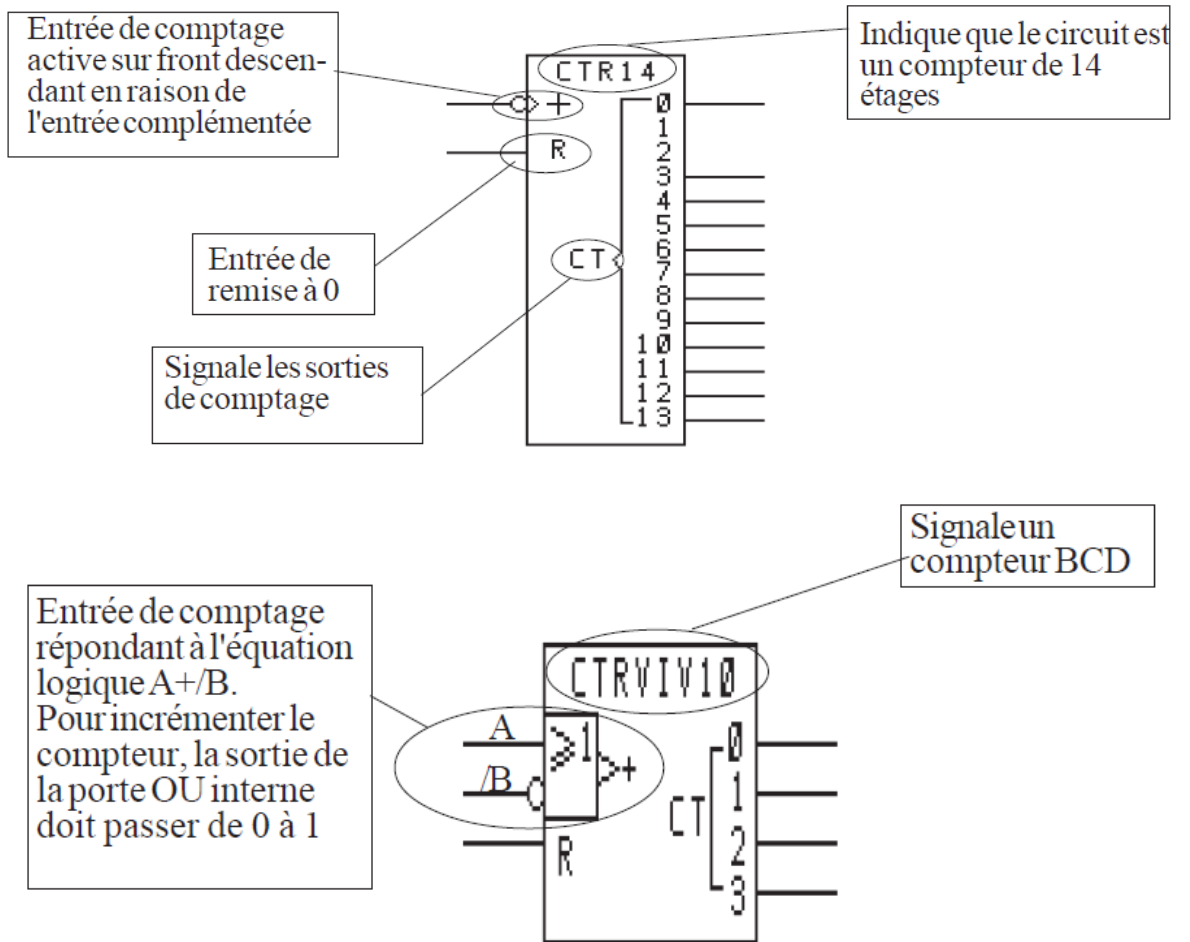 Entrée de comptage
active sur front descen-
dant en raison de
l'entrée complémentée
Indique que le circuit est
un compteur de 14
étages
CTR14
+
R
CT
0
1
2
3
4
5
6
7
8
9
10
11
12
13
Entrée de
remise à 0
Signale les sorties
de comptage
Signale un
compteur BCD
Entrée de comptage
répondant à l'équation
logique A+/B.
Pour incrémenter le
compteur, la sortie de
la porte OU interne
doit passer de 0 à 1
CTRVIV10
A
≥1
+
/B
R
CT
0
1
2
3